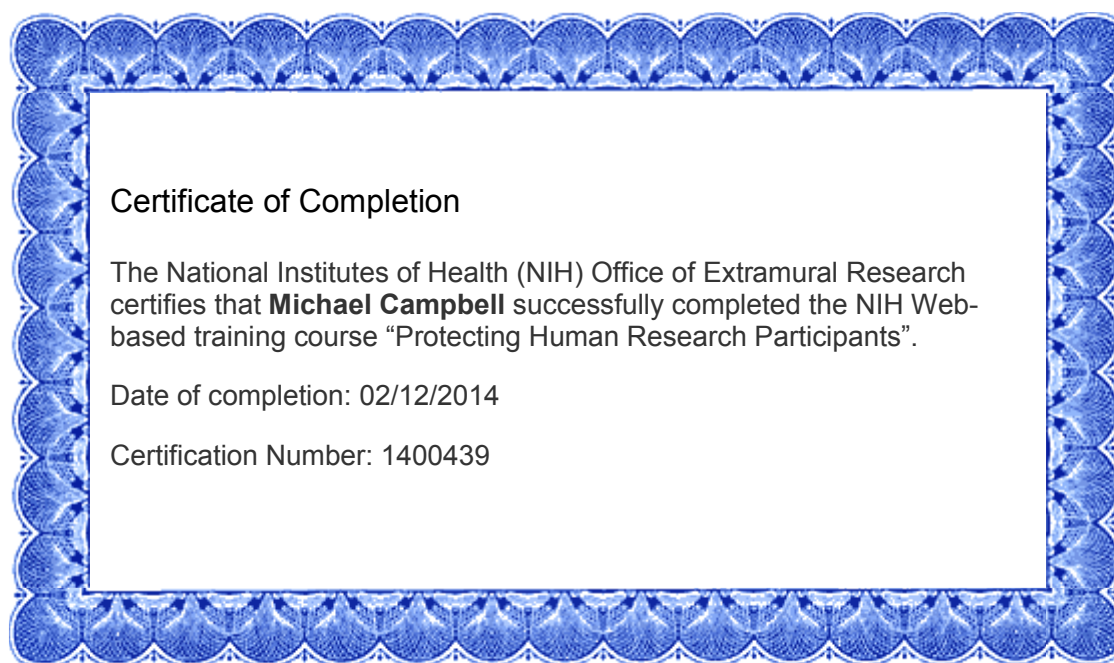 Certificate of Completion
The National Institutes of Health (NIH) Office of Extramural Research
certifies that Michael Campbell successfully completed the NIH Web-
based training course “Protecting Human Research Participants”.
Date of completion: 02/12/2014
Certification Number: 1400439